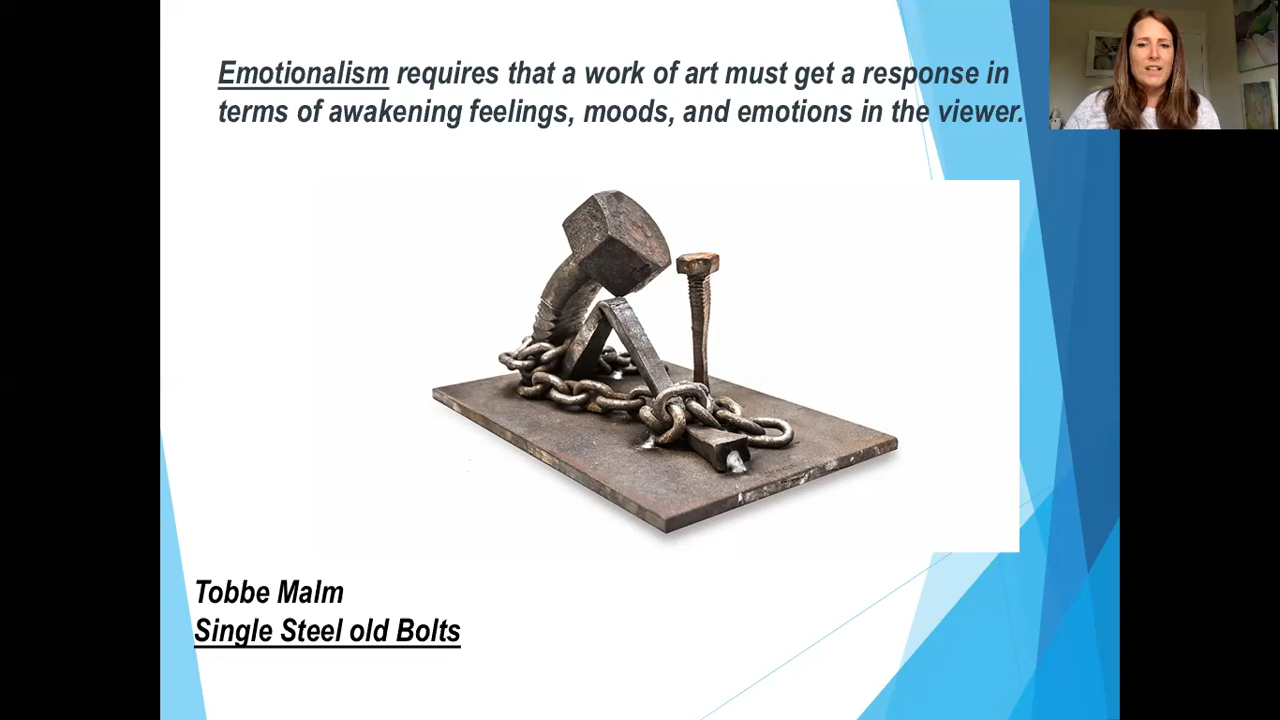 Emotionalism requires that a work of art must get a response in
terms of awakening feelings, moods, and emotions in the viewer.
Tobbe Malm
Single Steel old Bolts